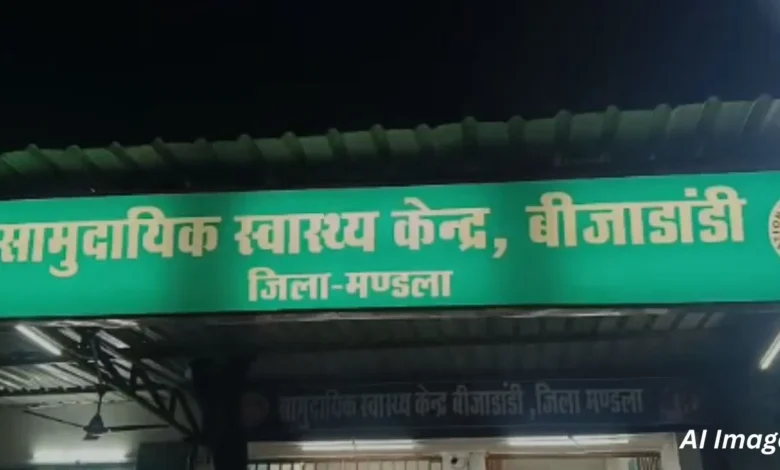 सामुदायिक स्वास्थ्य केन्द्र, बीजाडांडी
जिला-मण्डला
सामुदायिक स्वास्थ्य केन्द्र बीजाडांडी ,जिला मण्डला
AI Image